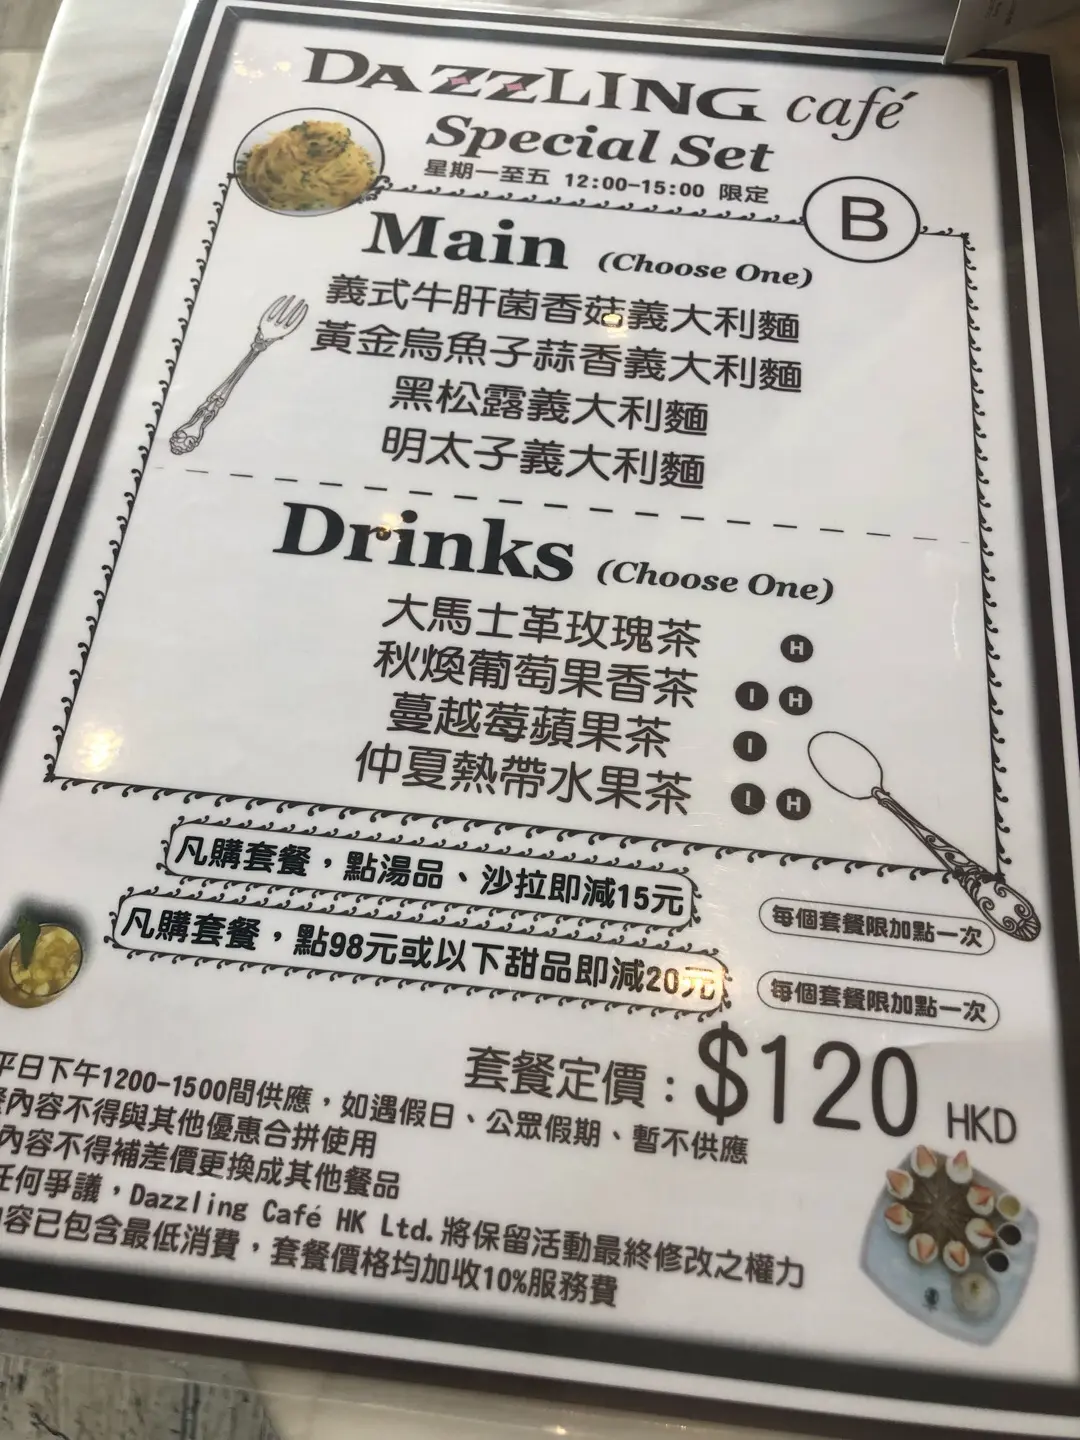 DAZZLING café
Special Set
星期一至五 12:00-15:00 限定
B
Main (Choose One)
義式牛肝菌香菇義大利麵
黃金烏魚子蒜香義大利麵
黑松露義大利麵
明太子義大利麵
Drinks (Choose One)
大馬士革玫瑰茶 H
秋煥葡萄果香茶 I H
蔓越莓蘋果茶 I
仲夏熱帶水果茶 I H
凡購套餐，點湯品、沙拉即減15元 每個套餐限加點一次
凡購套餐，點98元或以下甜品即減20元 每個套餐限加點一次
套餐定價：$120 HKD
平日下午1200-1500間供應，如遇假日、公眾假期、暫不供應
內容不得與其他優惠合拼使用
內容不得補差價更換成其他餐品
任何爭議，Dazzling Café HK Ltd.將保留活動最終修改之權力
容已包含最低消費，套餐價格均加收10%服務費